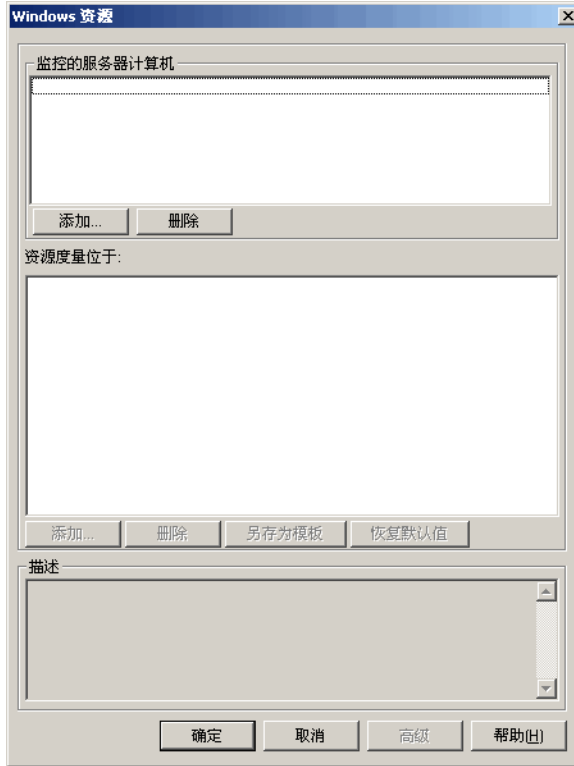 Windows 资源
监控的服务器计算机
添加... 删除
资源度量位于:
添加... 删除 另存为模板 恢复默认值
描述
确定 取消 高级 帮助(H)